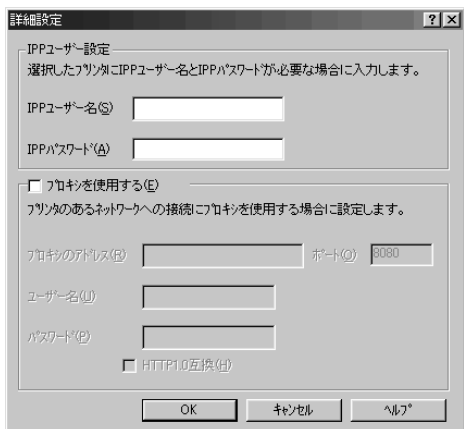 詳細設定
IPPユーザー設定
選択したプリンタにIPPユーザー名とIPPパスワードが必要な場合に入力します。
IPPユーザー名(S)
IPPパスワード(A)
プロキシを使用する(E)
プリンタのあるネットワークへの接続にプロキシを使用する場合に設定します。
プロキシのアドレス(R) ポート(O) 8080
ユーザー名(U)
パスワード(P)
HTTP1.0互換(H)
OK キャンセル ヘルプ